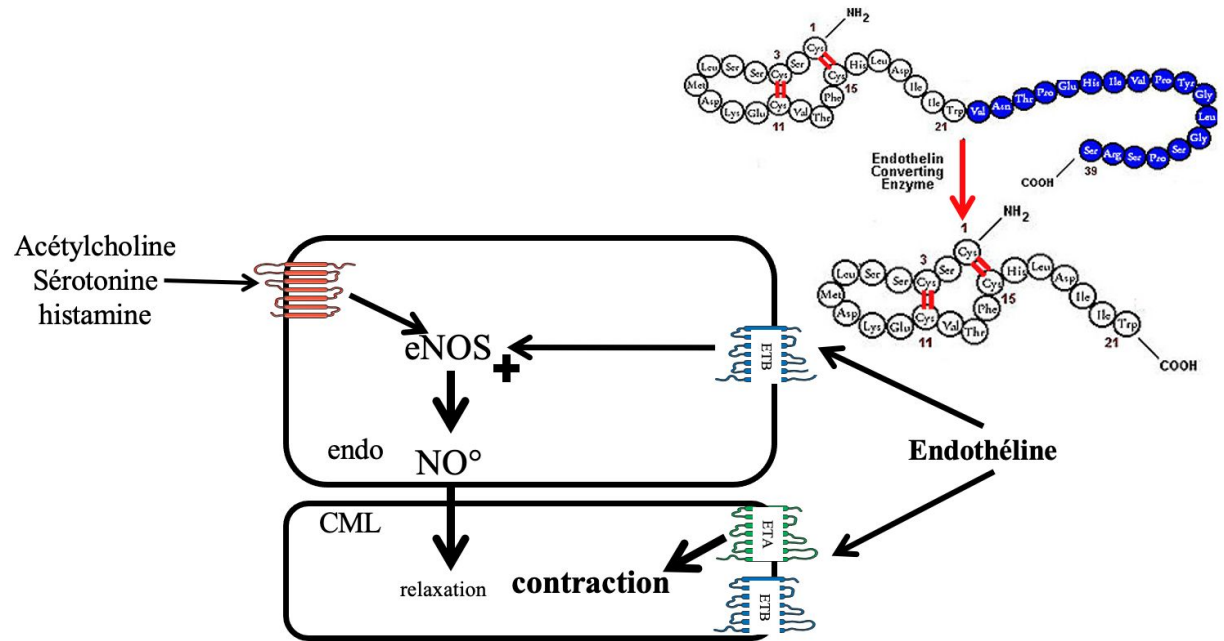 NH2
1
Cys Ser Cys Ser Ser Leu Met Asp Lys Glu Cys Val Thr Phe Cys His Leu Asp Ile Ile Trp Val Asn Thr Pro Glu His Ile Val Pro Tyr Gly Leu Gly Ser Pro Ser Arg Ser
3
11
15
21
39
COOH
Endothelin
Converting
Enzyme
NH2
1
Cys Ser Cys Ser Ser Leu Met Asp Lys Glu Cys Val Thr Phe Cys His Leu Asp Ile Ile Trp
3
11
15
21
COOH
Acétylcholine
Sérotonine
histamine
eNOS
+
ETB
endo
NO°
Endothéline
CML
ETA
relaxation
contraction
ETB